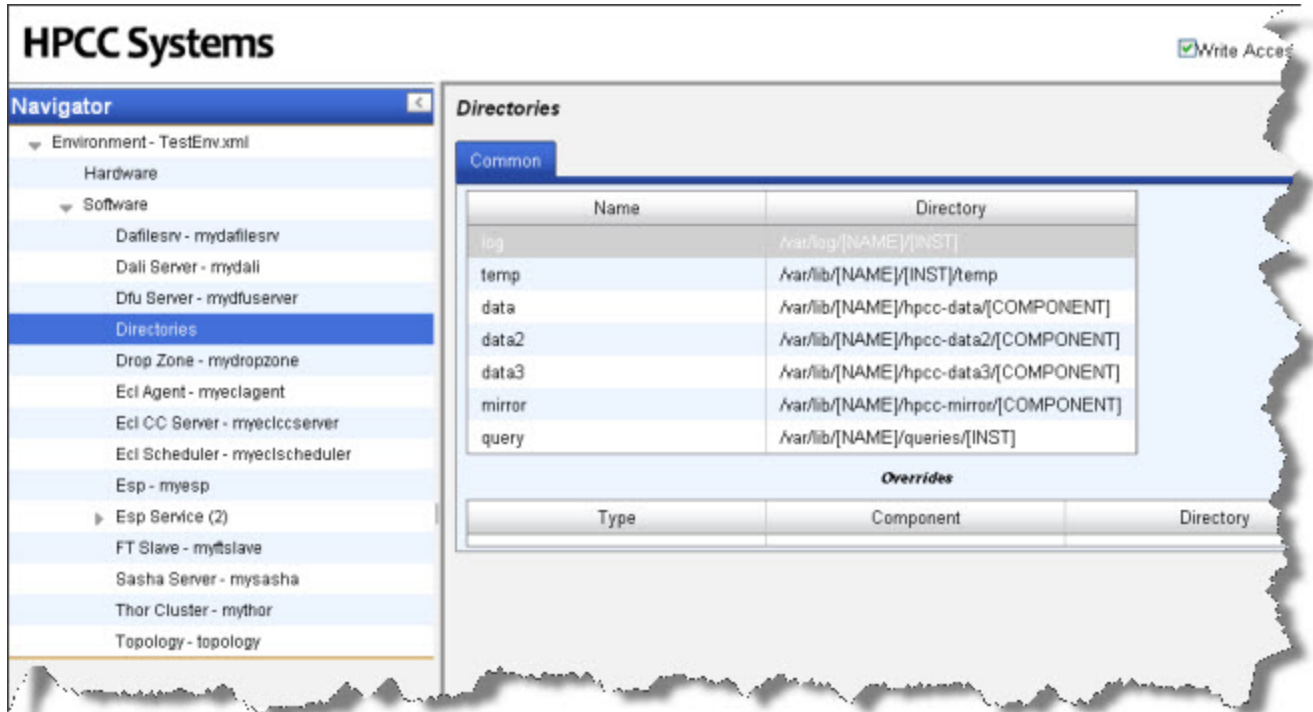 HPCC Systems
Write Acces
Navigator
Environment - TestEnv.xml
Hardware
Software
Dafilesrv - mydafilesrv
Dali Server - mydali
Dfu Server - mydfuserver
Directories
Drop Zone - mydropzone
Ecl Agent - myeclagent
Ecl CC Server - myeclccserver
Ecl Scheduler - myeclscheduler
Esp - myesp
Esp Service (2)
FT Slave - myftslave
Sasha Server - mysasha
Thor Cluster - mythor
Topology - topology
Directories
Common
Name Directory
log /var/log/[NAME]/[INST]
temp /var/lib/[NAME]/[INST]/temp
data /var/lib/[NAME]/hpcc-data/[COMPONENT]
data2 /var/lib/[NAME]/hpcc-data2/[COMPONENT]
data3 /var/lib/[NAME]/hpcc-data3/[COMPONENT]
mirror /var/lib/[NAME]/hpcc-mirror/[COMPONENT]
query /var/lib/[NAME]/queries/[INST]
Overrides
Type Component Directory